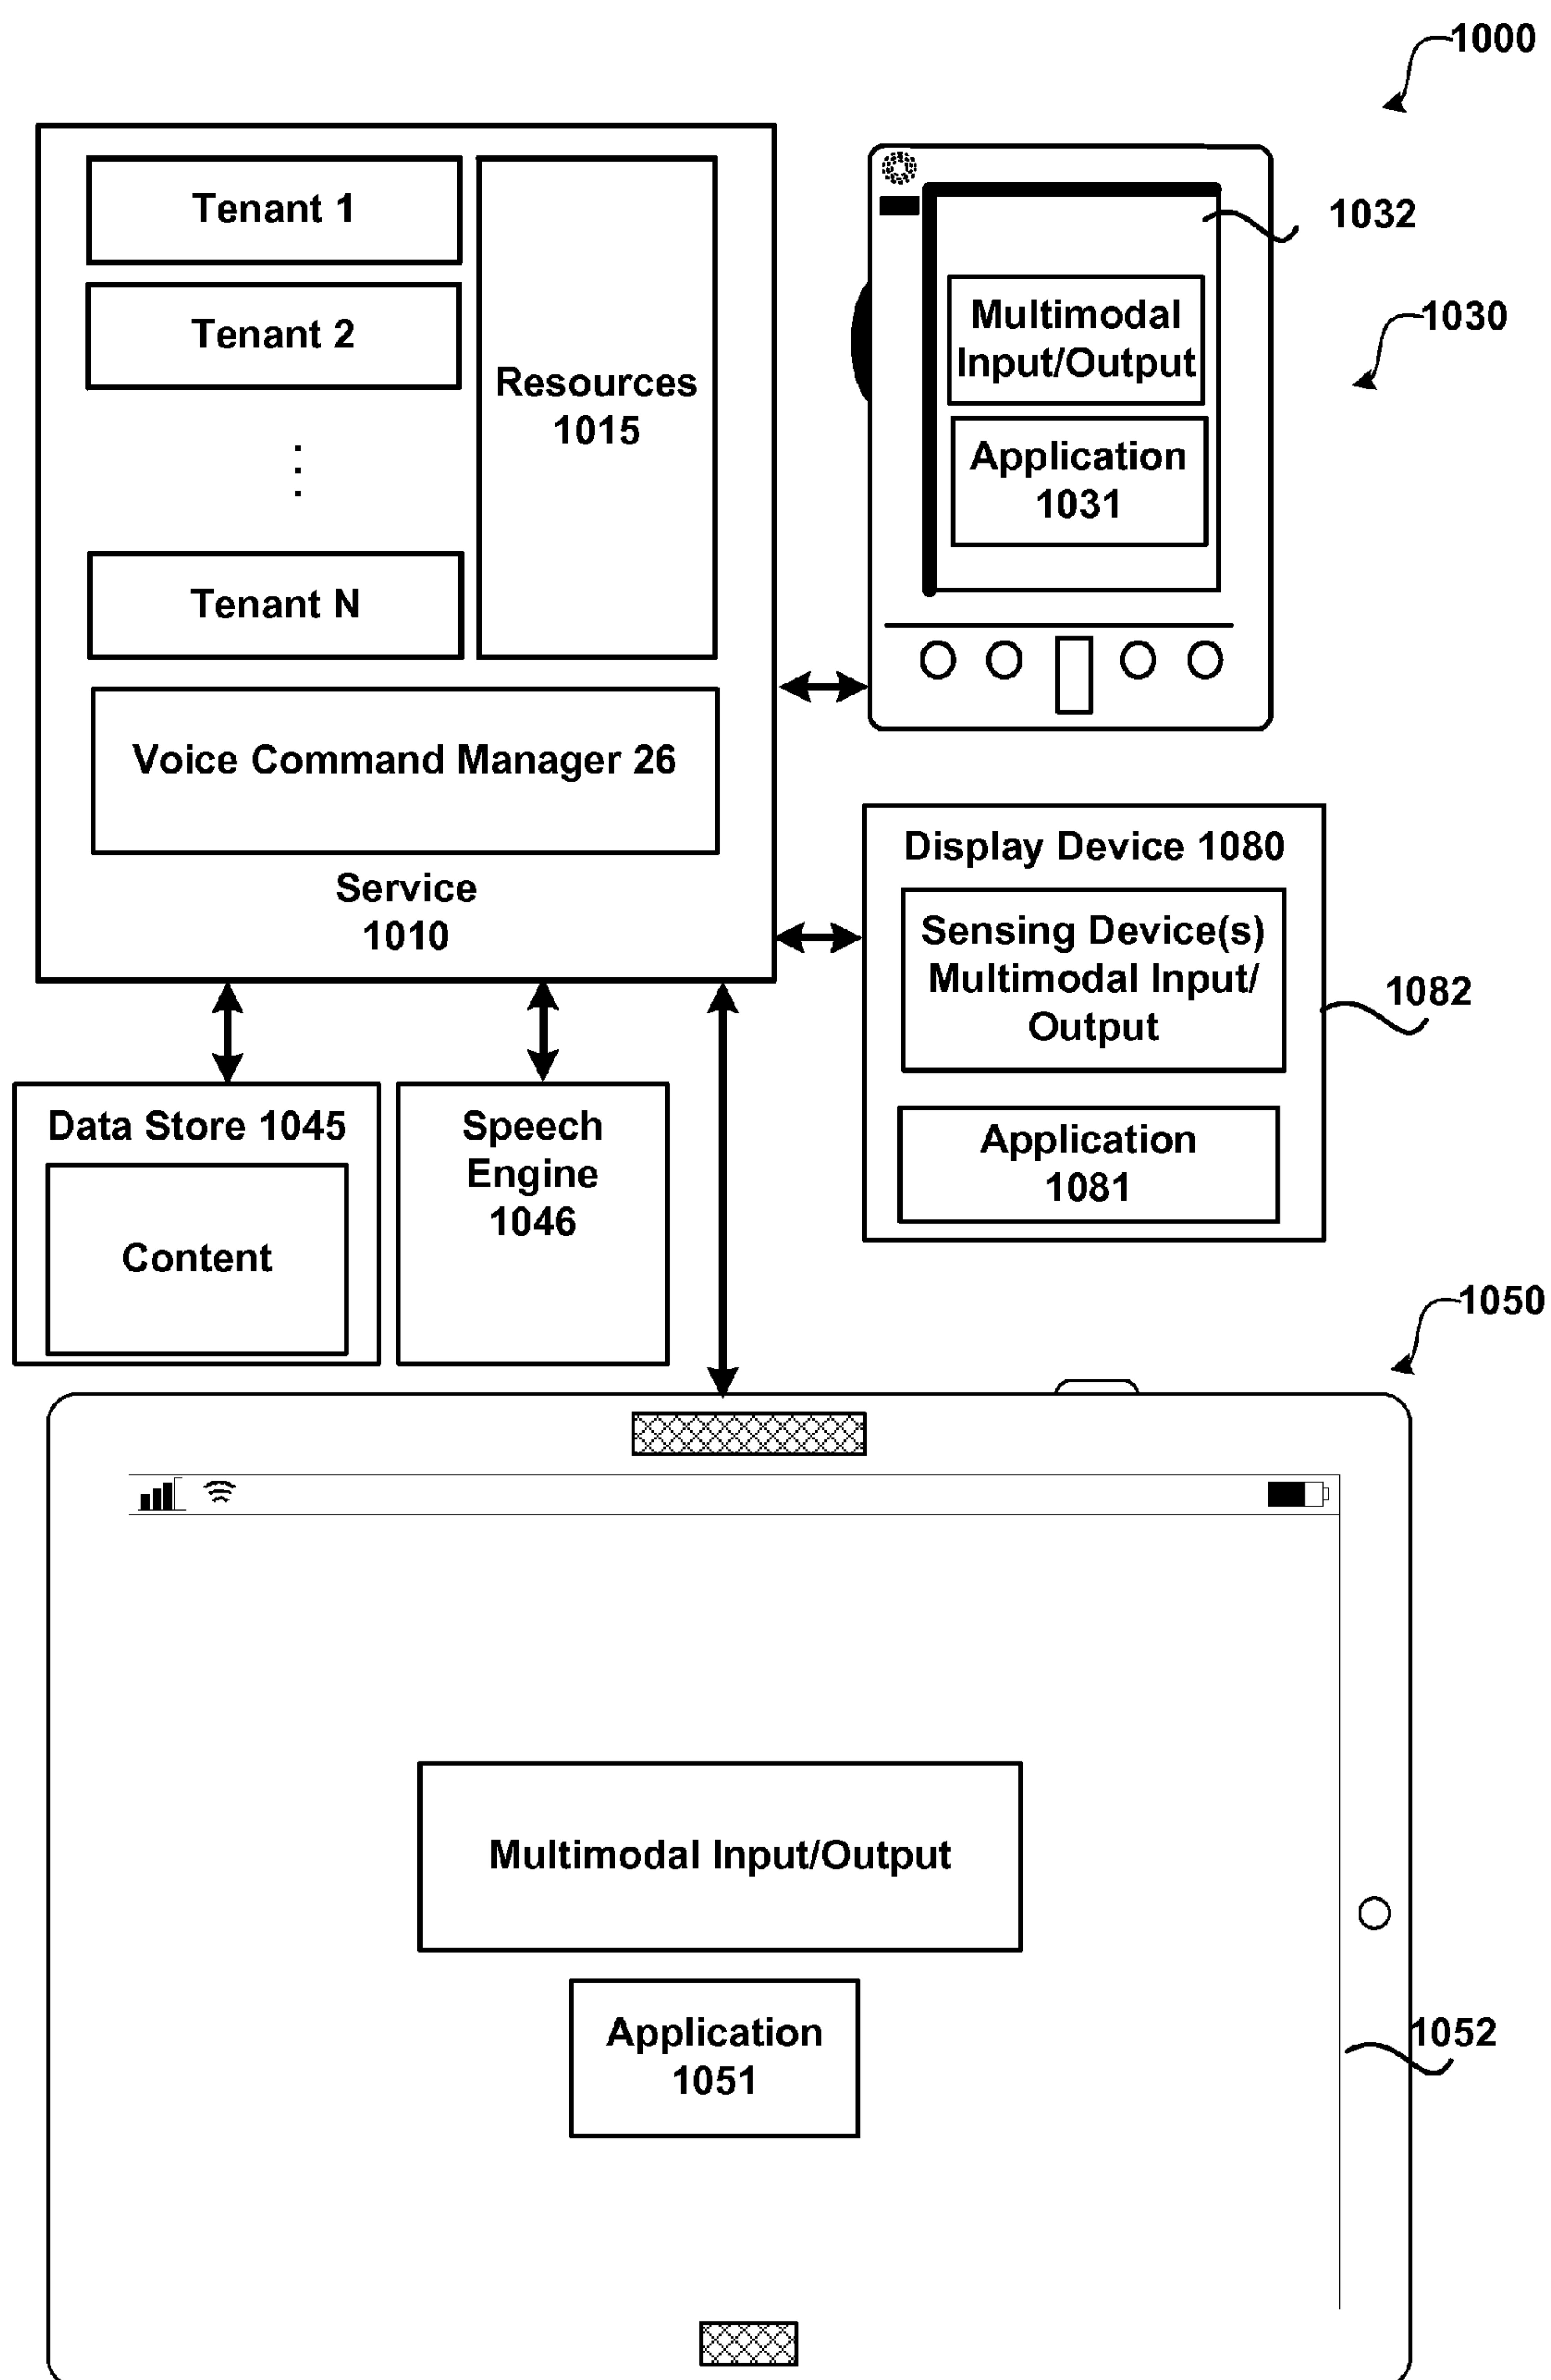 1000
Tenant 1
Tenant 2
Tenant N
Resources
1015
Voice Command Manager 26
Service
1010
1032
Multimodal
Input/Output
1030
Application
1031
Display Device 1080
Sensing Device(s)
Multimodal Input/
Output
1082
Application
1081
Data Store 1045
Content
Speech
Engine
1046
1050
Multimodal Input/Output
Application
1051
1052